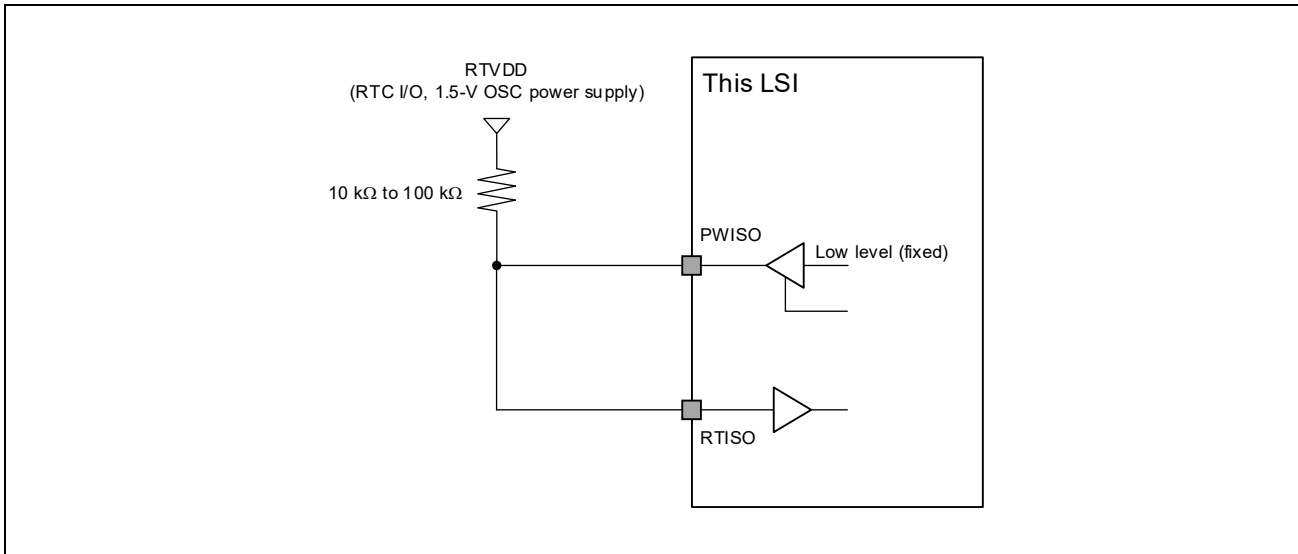 RTVDD
(RTC I/O, 1.5-V OSC power supply)
This LSI
10 kΩ to 100 kΩ
PWISO
Low level (fixed)
RTISO